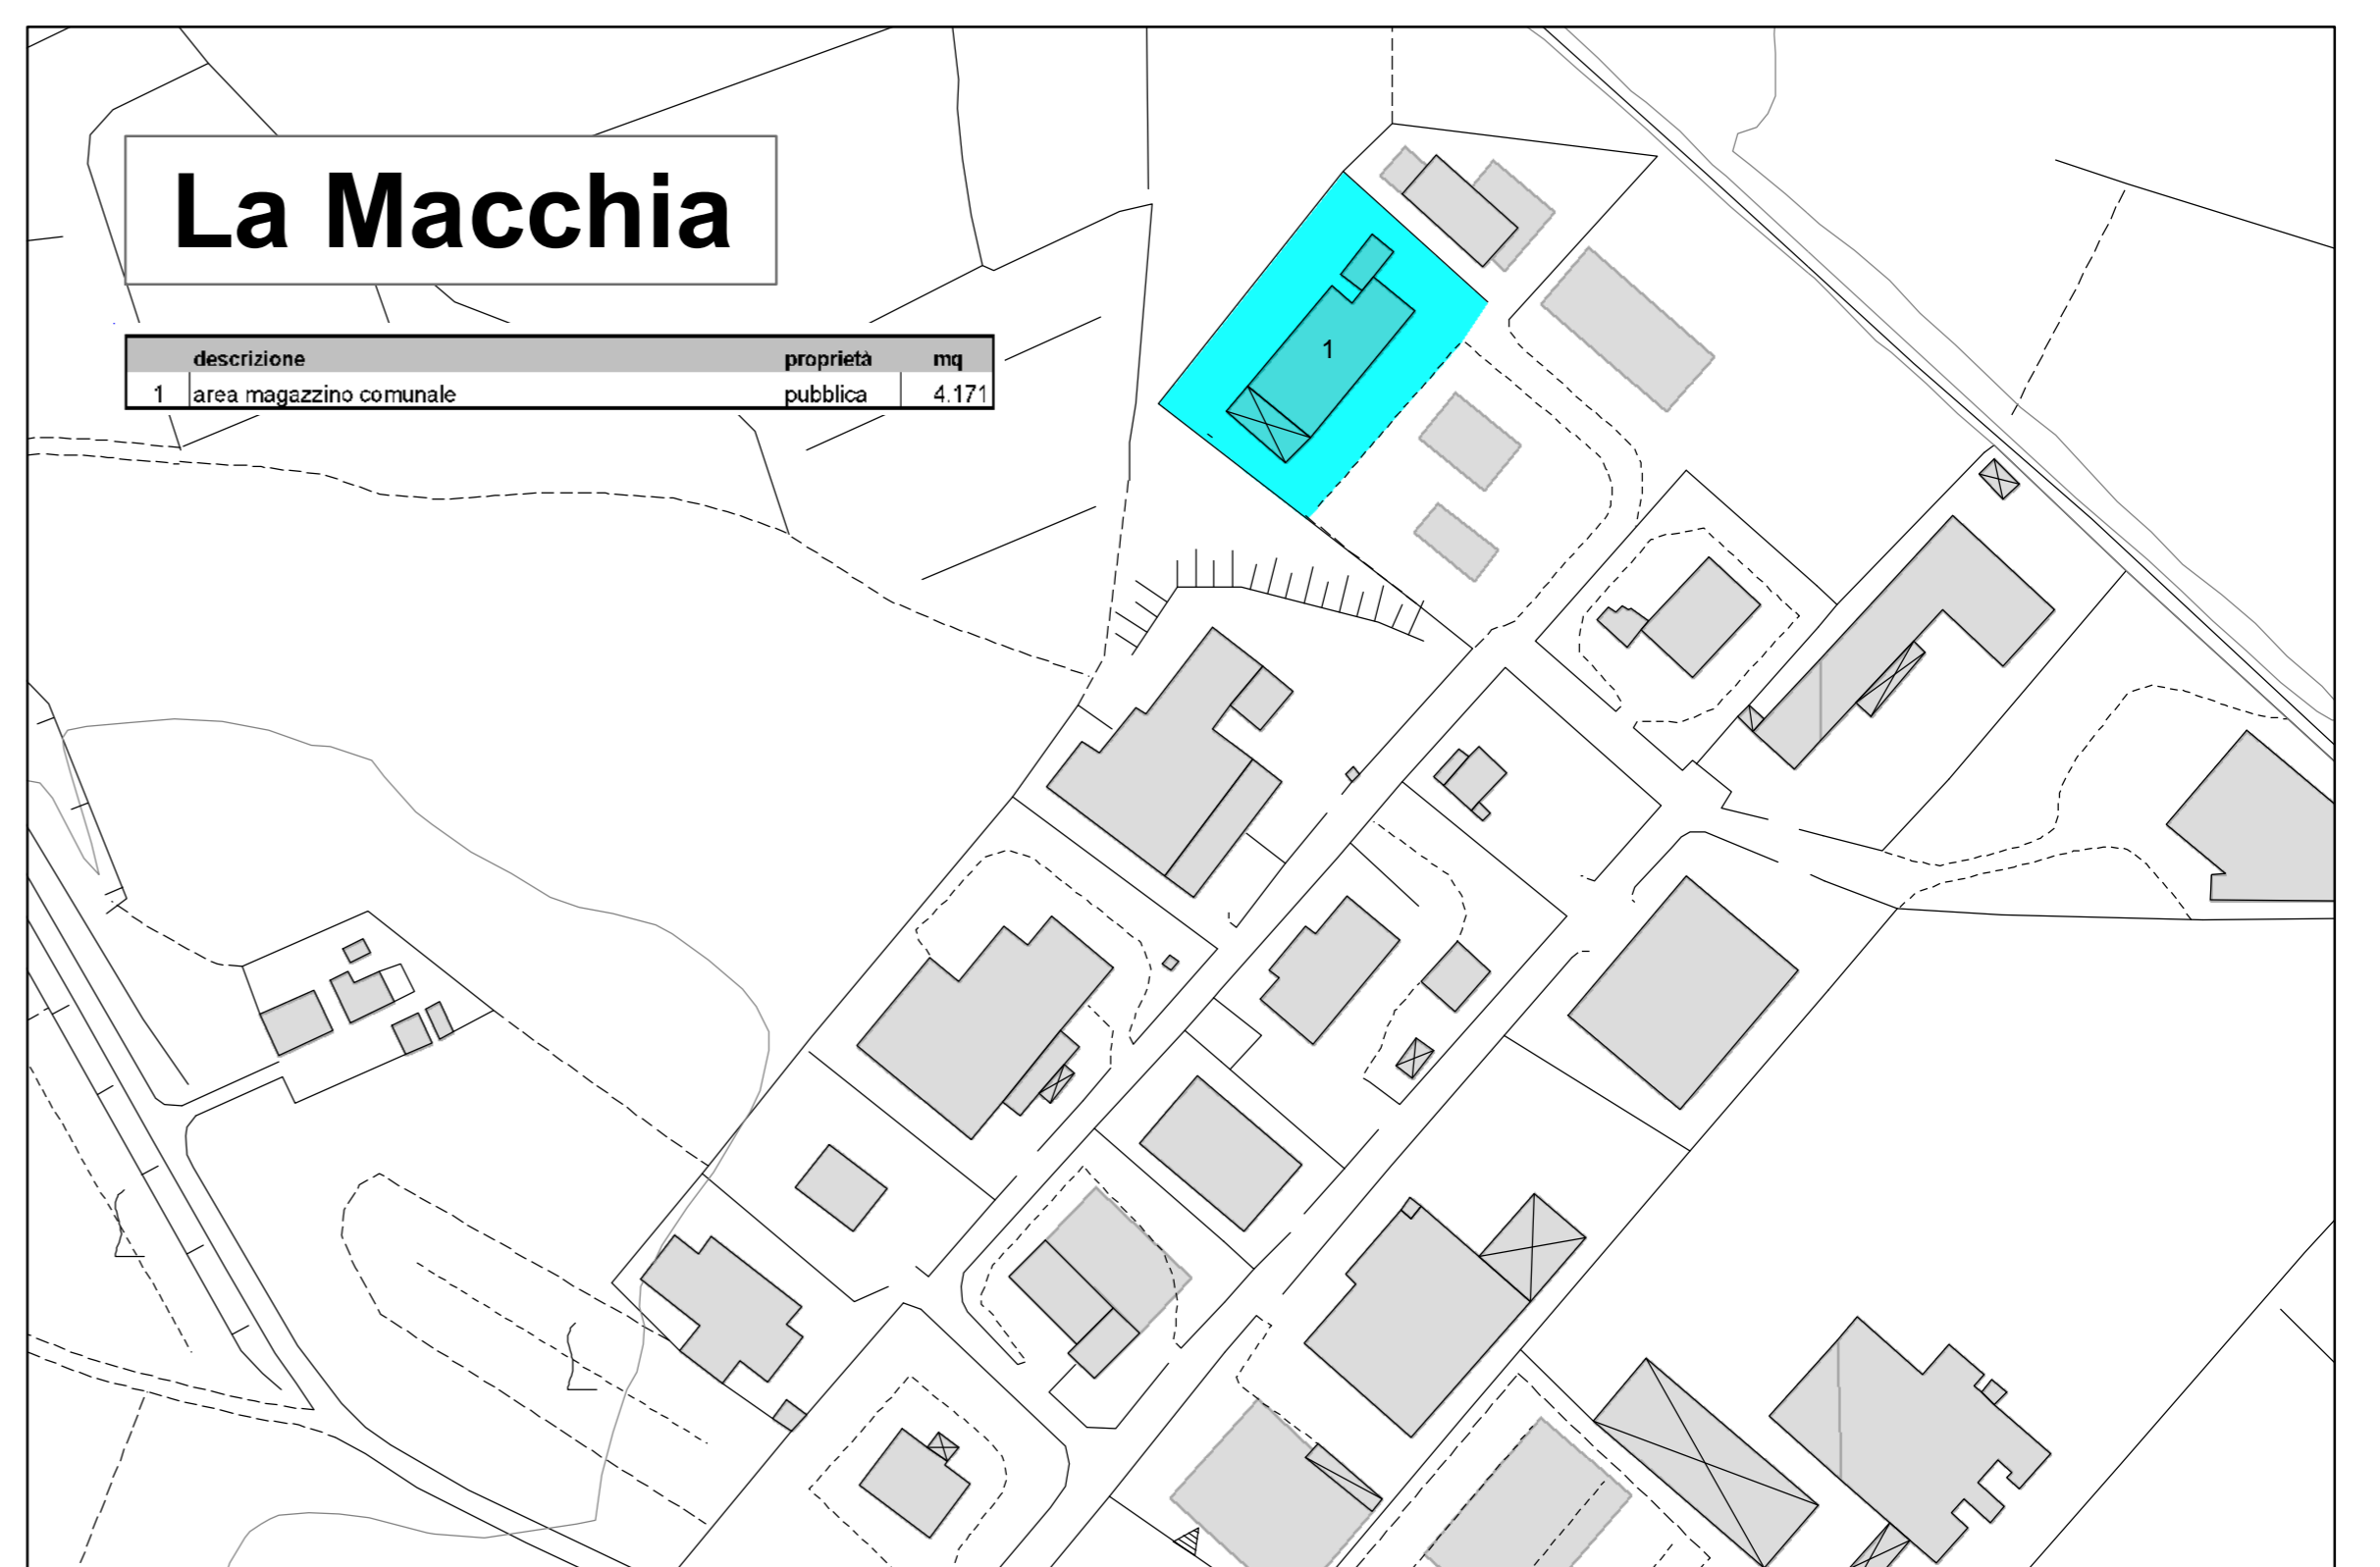 La Macchia
descrizione proprietà mq
1 area magazzino comunale pubblica 4.171
1